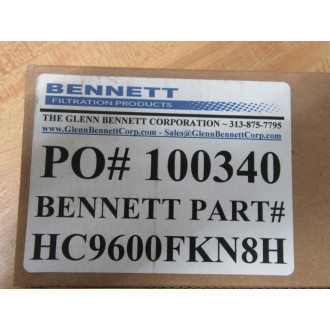 BENNETT
FILTRATION PRODUCTS
THE GLENN BENNETT CORPORATION ~ 313-875-7795
www.GlennBennettCorp.com - Sales@GlennBennettCorp.com
PO# 100340
BENNETT PART#
HC9600FKN8H